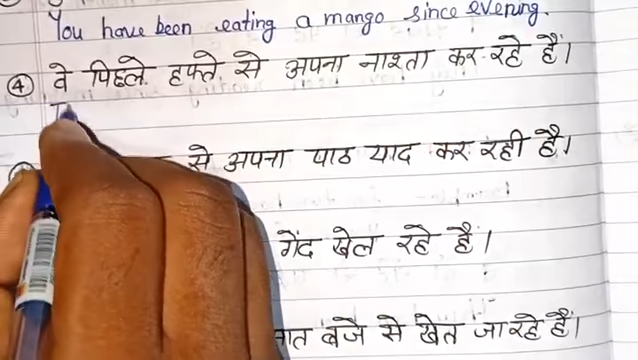 You have been eating a mango since evening.
④ वे पिछले हफ्ते से अपना नाश्ता कर रहे हैं।
से अपना पाठ याद कर रही है।
गेंद खेल रहे हैं।
बजे से खेत जा रहे हैं।